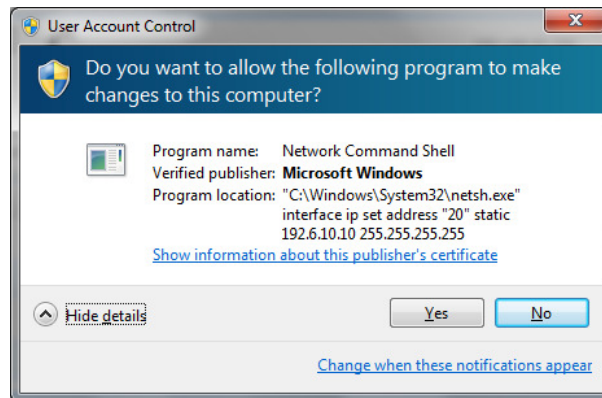 User Account Control
Do you want to allow the following program to make
changes to this computer?
Program name: Network Command Shell
Verified publisher: Microsoft Windows
Program location: "C:\Windows\System32\netsh.exe"
interface ip set address "20" static
192.6.10.10 255.255.255.255
Show information about this publisher's certificate
Hide details
Yes
No
Change when these notifications appear